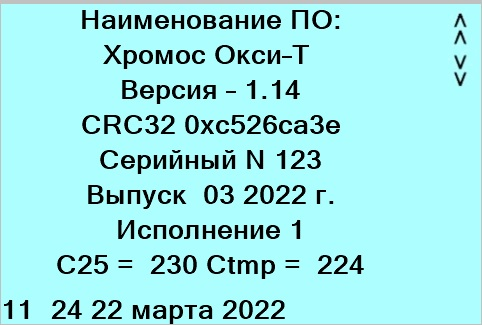 Наименование ПО:
Хромос Окси-Т
Версия - 1.14
CRC32 0xc526ca3e
Серийный N 123
Выпуск  03 2022 г.
Исполнение 1
C25 =  230 Ctmp =  224
11  24 22 марта 2022